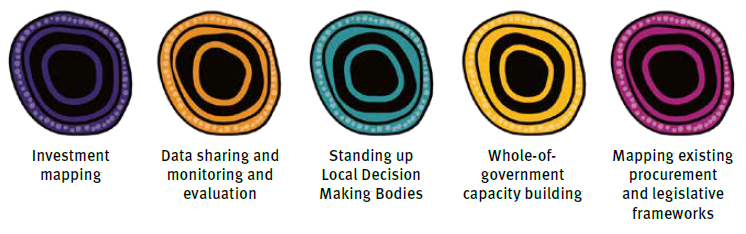 Investment
mapping
Data sharing and
monitoring and
evaluation
Standing up
Local Decision
Making Bodies
Whole-of-
government
capacity building
Mapping existing
procurement
and legislative
frameworks